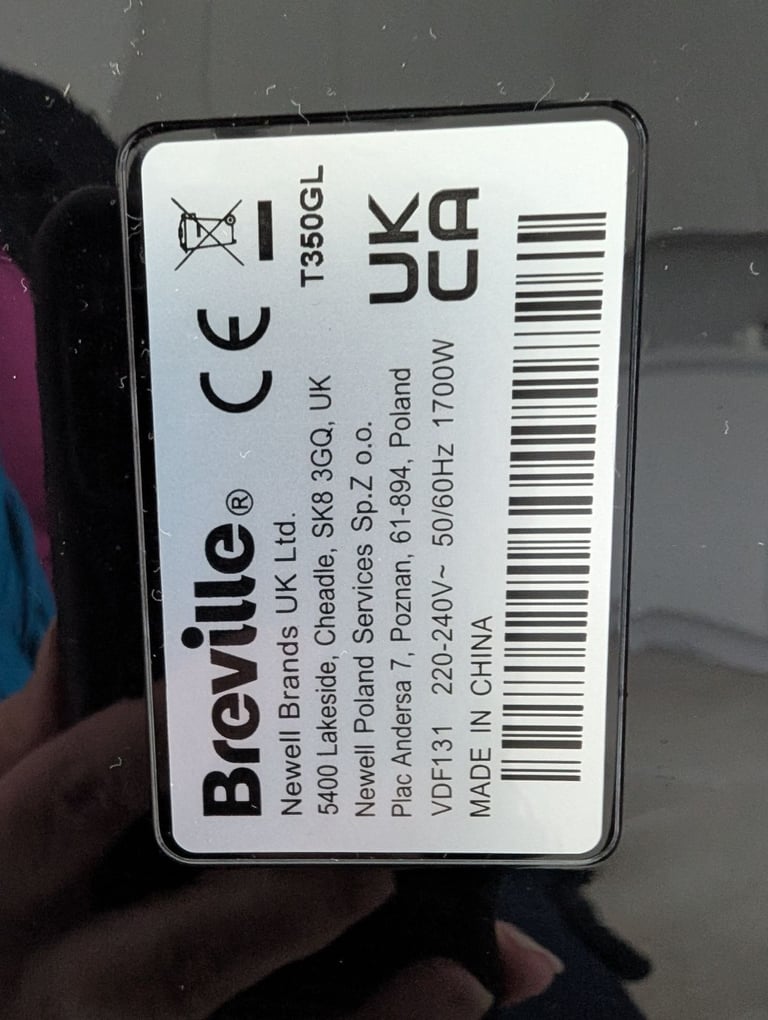 Breville®
Newell Brands UK Ltd.
5400 Lakeside, Cheadle, SK8 3GQ, UK
Newell Poland Services Sp.Z o.o.
Plac Andersa 7, Poznan, 61-894, Poland
VDF131 220-240V~ 50/60Hz 1700W
MADE IN CHINA
CE
T350GL
UK
CA